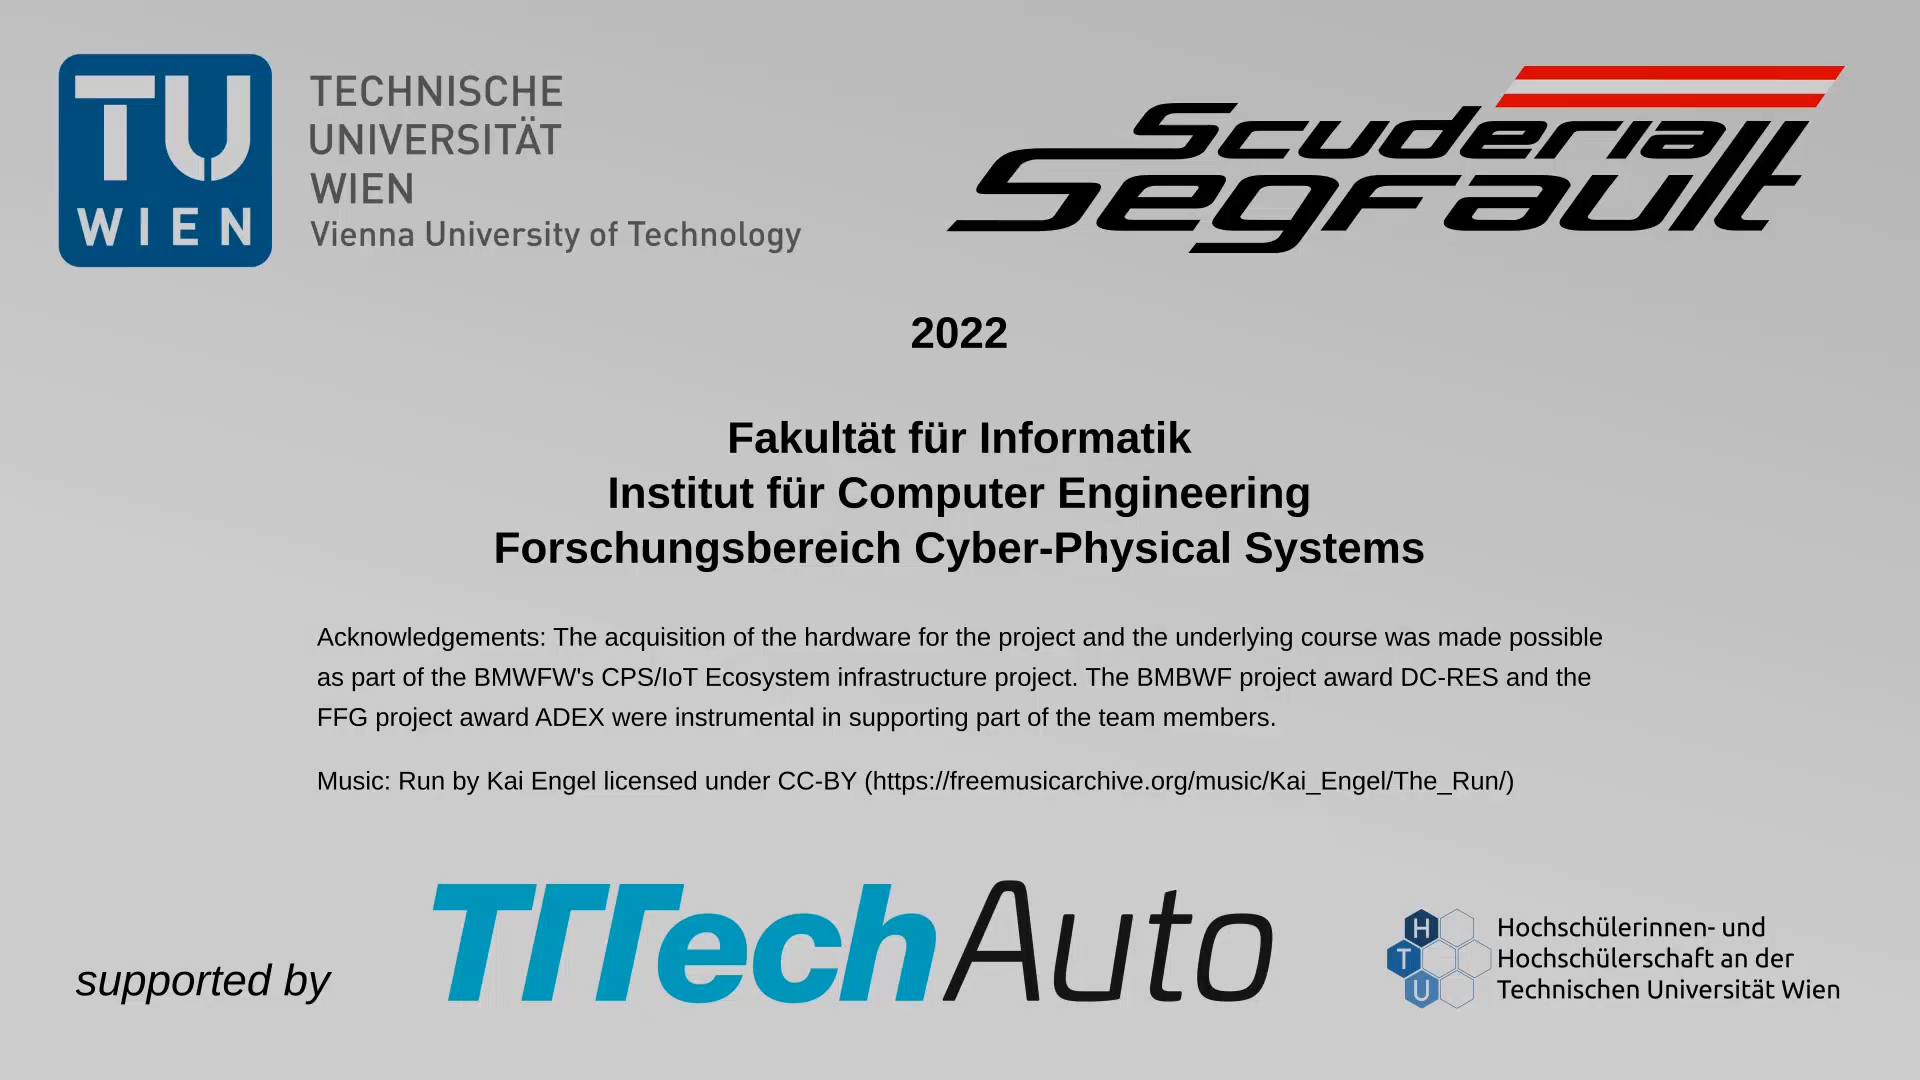 TU
WIEN
TECHNISCHE
UNIVERSITÄT
WIEN
Vienna University of Technology
Scuderia
Segfault
2022
Fakultät für Informatik
Institut für Computer Engineering
Forschungsbereich Cyber-Physical Systems
Acknowledgements: The acquisition of the hardware for the project and the underlying course was made possible
as part of the BMWFW's CPS/IoT Ecosystem infrastructure project. The BMBWF project award DC-RES and the
FFG project award ADEX were instrumental in supporting part of the team members.
Music: Run by Kai Engel licensed under CC-BY (https://freemusicarchive.org/music/Kai_Engel/The_Run/)
supported by
TTTech Auto
H
T
U
Hochschülerinnen- und
Hochschülerschaft an der
Technischen Universität Wien